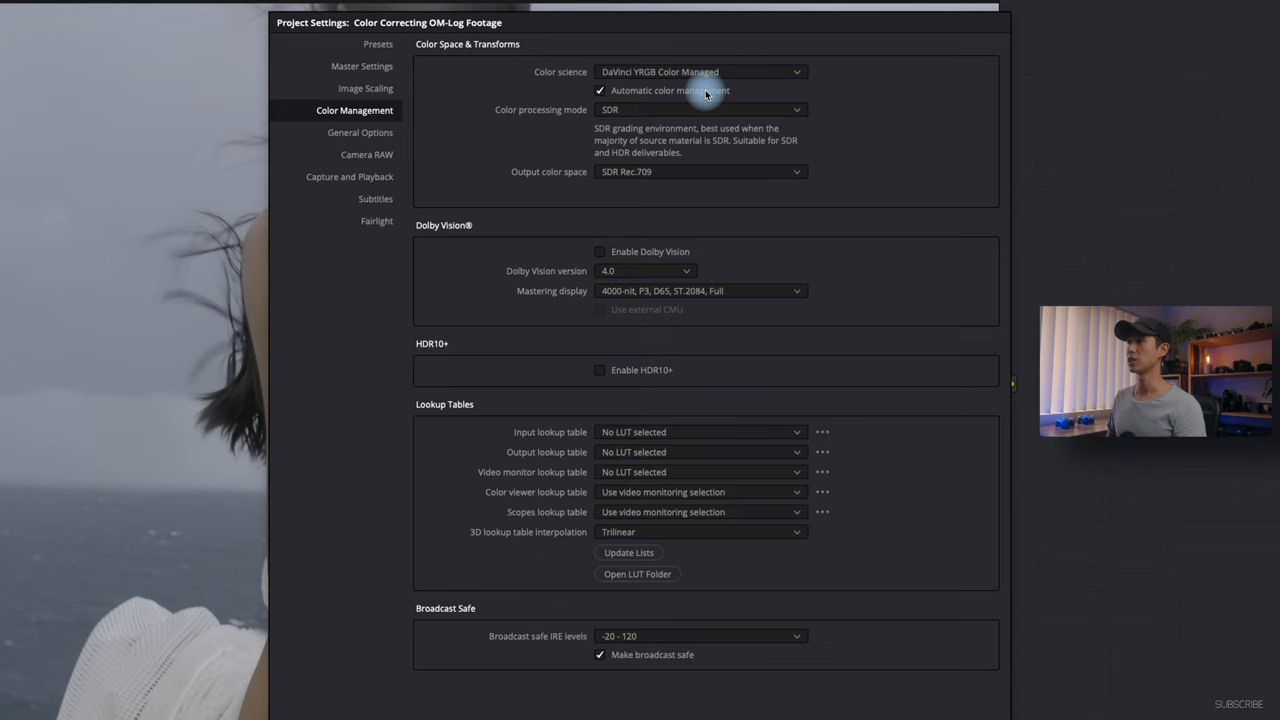 Project Settings: Color Correcting OM-Log Footage
Presets
Master Settings
Image Scaling
Color Management
General Options
Camera RAW
Capture and Playback
Subtitles
Fairlight
Color Space & Transforms
Color science DaVinci YRGB Color Managed
Automatic color management
Color processing mode SDR
SDR grading environment, best used when the
majority of source material is SDR. Suitable for SDR
and HDR deliverables.
Output color space SDR Rec.709
Dolby Vision®
Enable Dolby Vision
Dolby Vision version 4.0
Mastering display 4000-nit, P3, D65, ST.2084, Full
Use external CMU
HDR10+
Enable HDR10+
Lookup Tables
Input lookup table No LUT selected
Output lookup table No LUT selected
Video monitor lookup table No LUT selected
Color viewer lookup table Use video monitoring selection
Scopes lookup table Use video monitoring selection
3D lookup table interpolation Trilinear
Update Lists
Open LUT Folder
Broadcast Safe
Broadcast safe IRE levels -20 - 120
Make broadcast safe
SUBSCRIBE